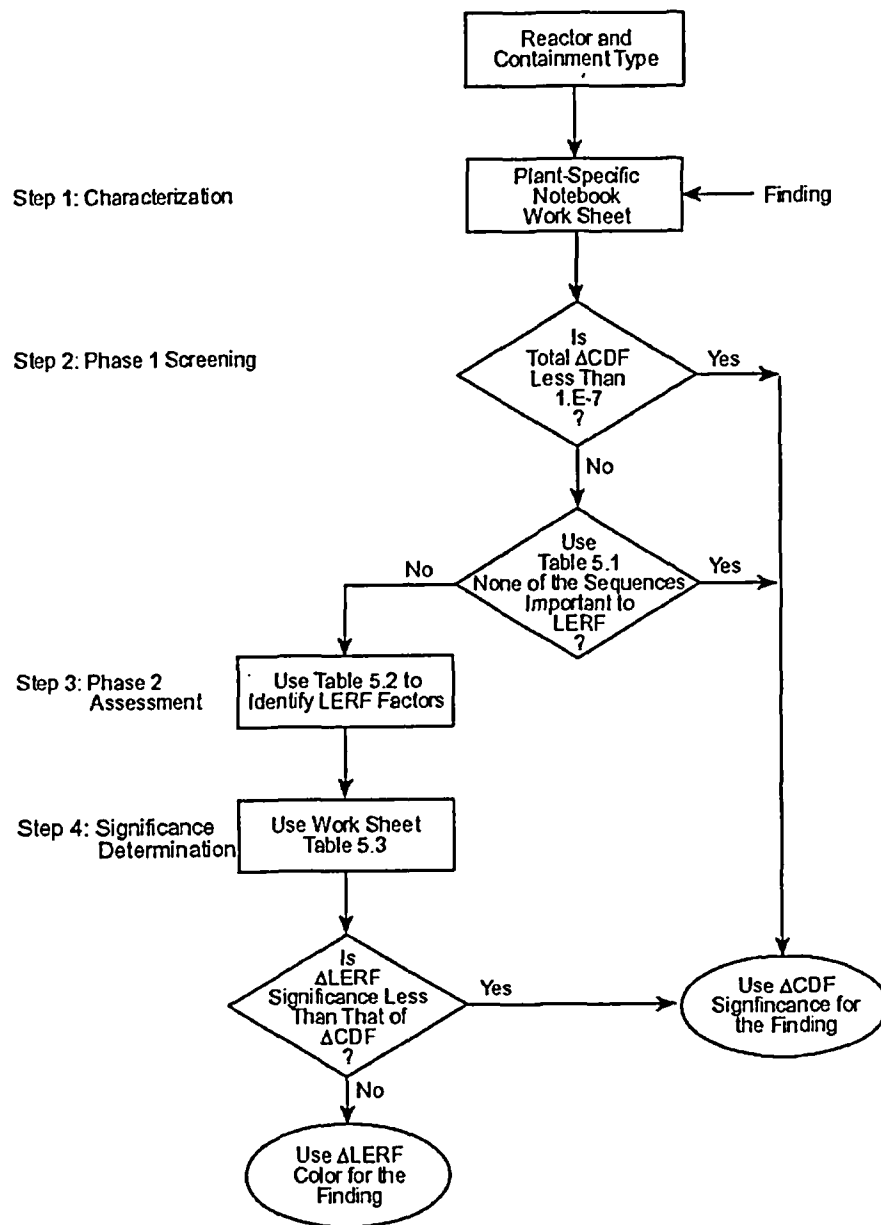 Reactor and
Containment Type
Step 1: Characterization
Plant-Specific
Notebook
Work Sheet
Finding
Step 2: Phase 1 Screening
Is
Total ΔCDF
Less Than
1.E-7
?
Yes
No
Use
Table 5.1
None of the Sequences
Important to
LERF
?
Yes
No
Step 3: Phase 2
Assessment
Use Table 5.2 to
Identify LERF Factors
Step 4: Significance
Determination
Use Work Sheet
Table 5.3
Is
ΔLERF
Significance Less
Than That of
ΔCDF
?
Yes
Use ΔCDF
Signfincance for
the Finding
No
Use ΔLERF
Color for the
Finding